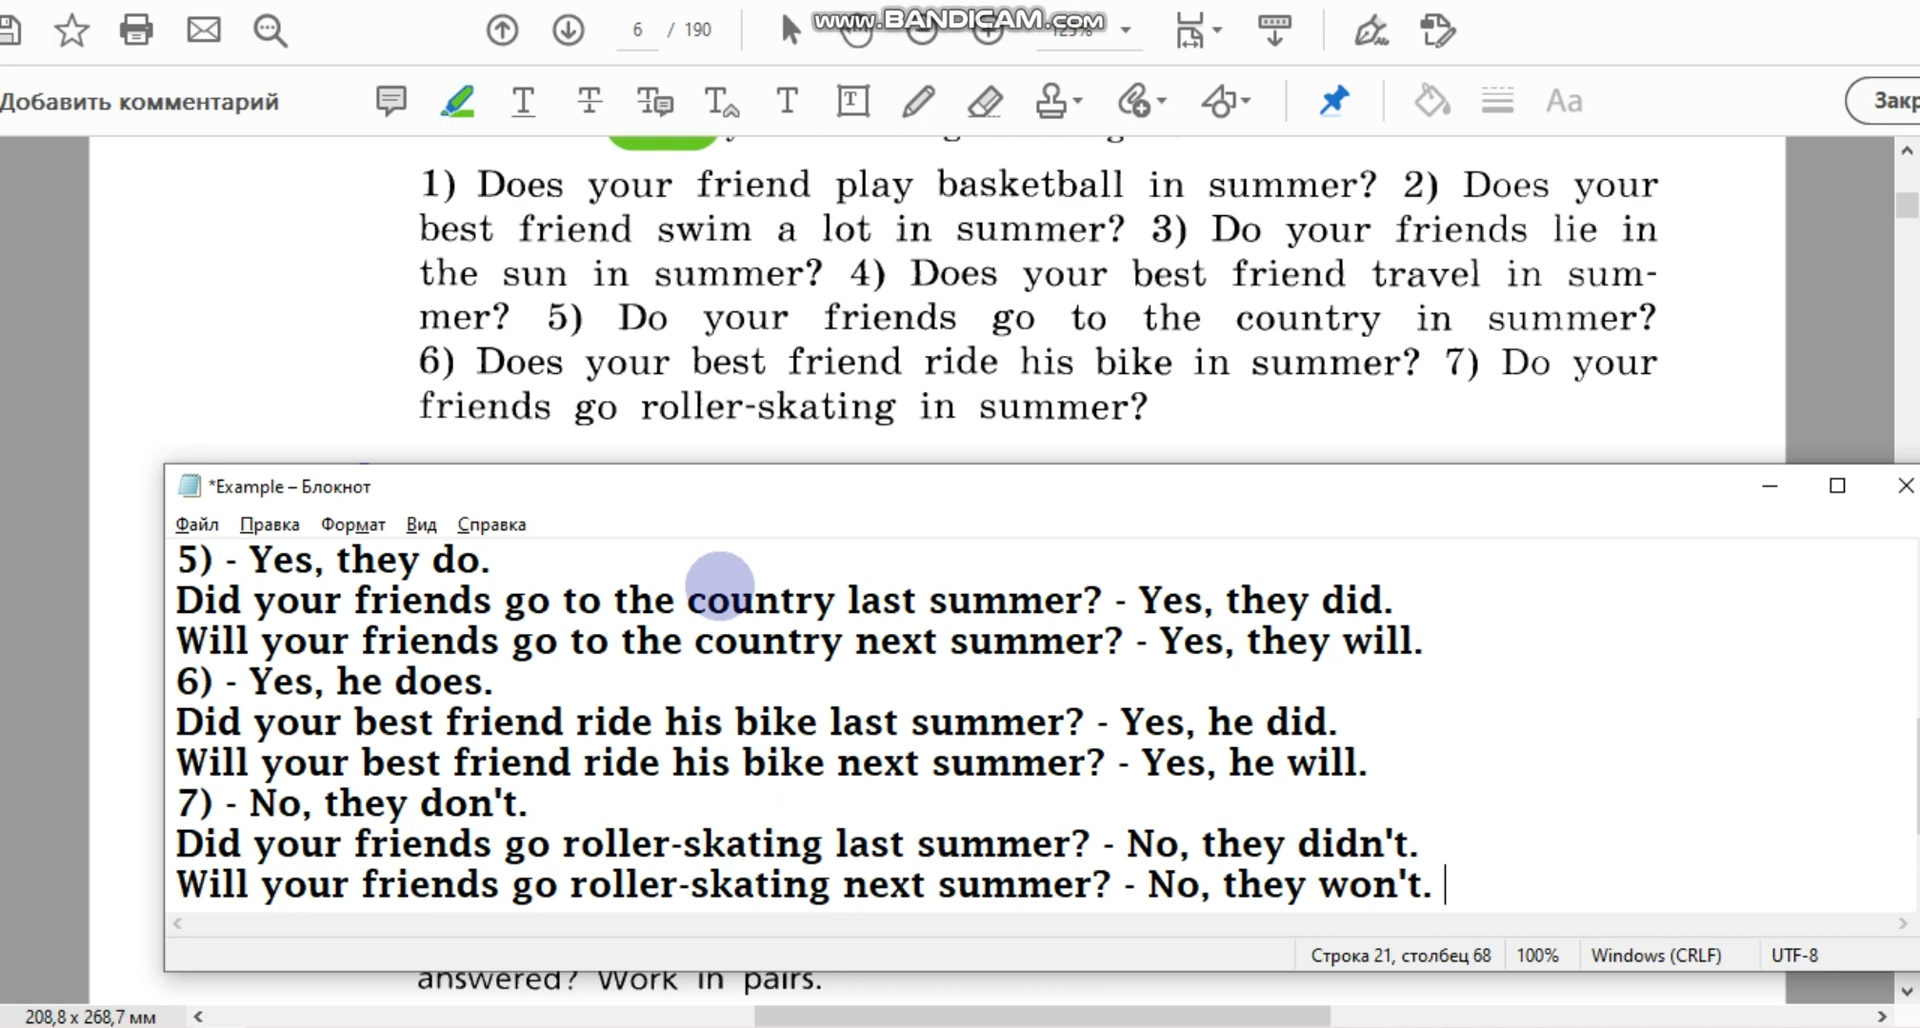 www.BANDICAM.com
6 / 190
125%
Добавить комментарий
T
Aa
Закр
1) Does your friend play basketball in summer? 2) Does your
best friend swim a lot in summer? 3) Do your friends lie in
the sun in summer? 4) Does your best friend travel in sum-
mer? 5) Do your friends go to the country in summer?
6) Does your best friend ride his bike in summer? 7) Do your
friends go roller-skating in summer?
*Example – Блокнот
Файл Правка Формат Вид Справка
5) - Yes, they do.
Did your friends go to the country last summer? - Yes, they did.
Will your friends go to the country next summer? - Yes, they will.
6) - Yes, he does.
Did your best friend ride his bike last summer? - Yes, he did.
Will your best friend ride his bike next summer? - Yes, he will.
7) - No, they don't.
Did your friends go roller-skating last summer? - No, they didn't.
Will your friends go roller-skating next summer? - No, they won't.
Строка 21, столбец 68 100% Windows (CRLF) UTF-8
answered? Work in pairs.
208,8 x 268,7 мм